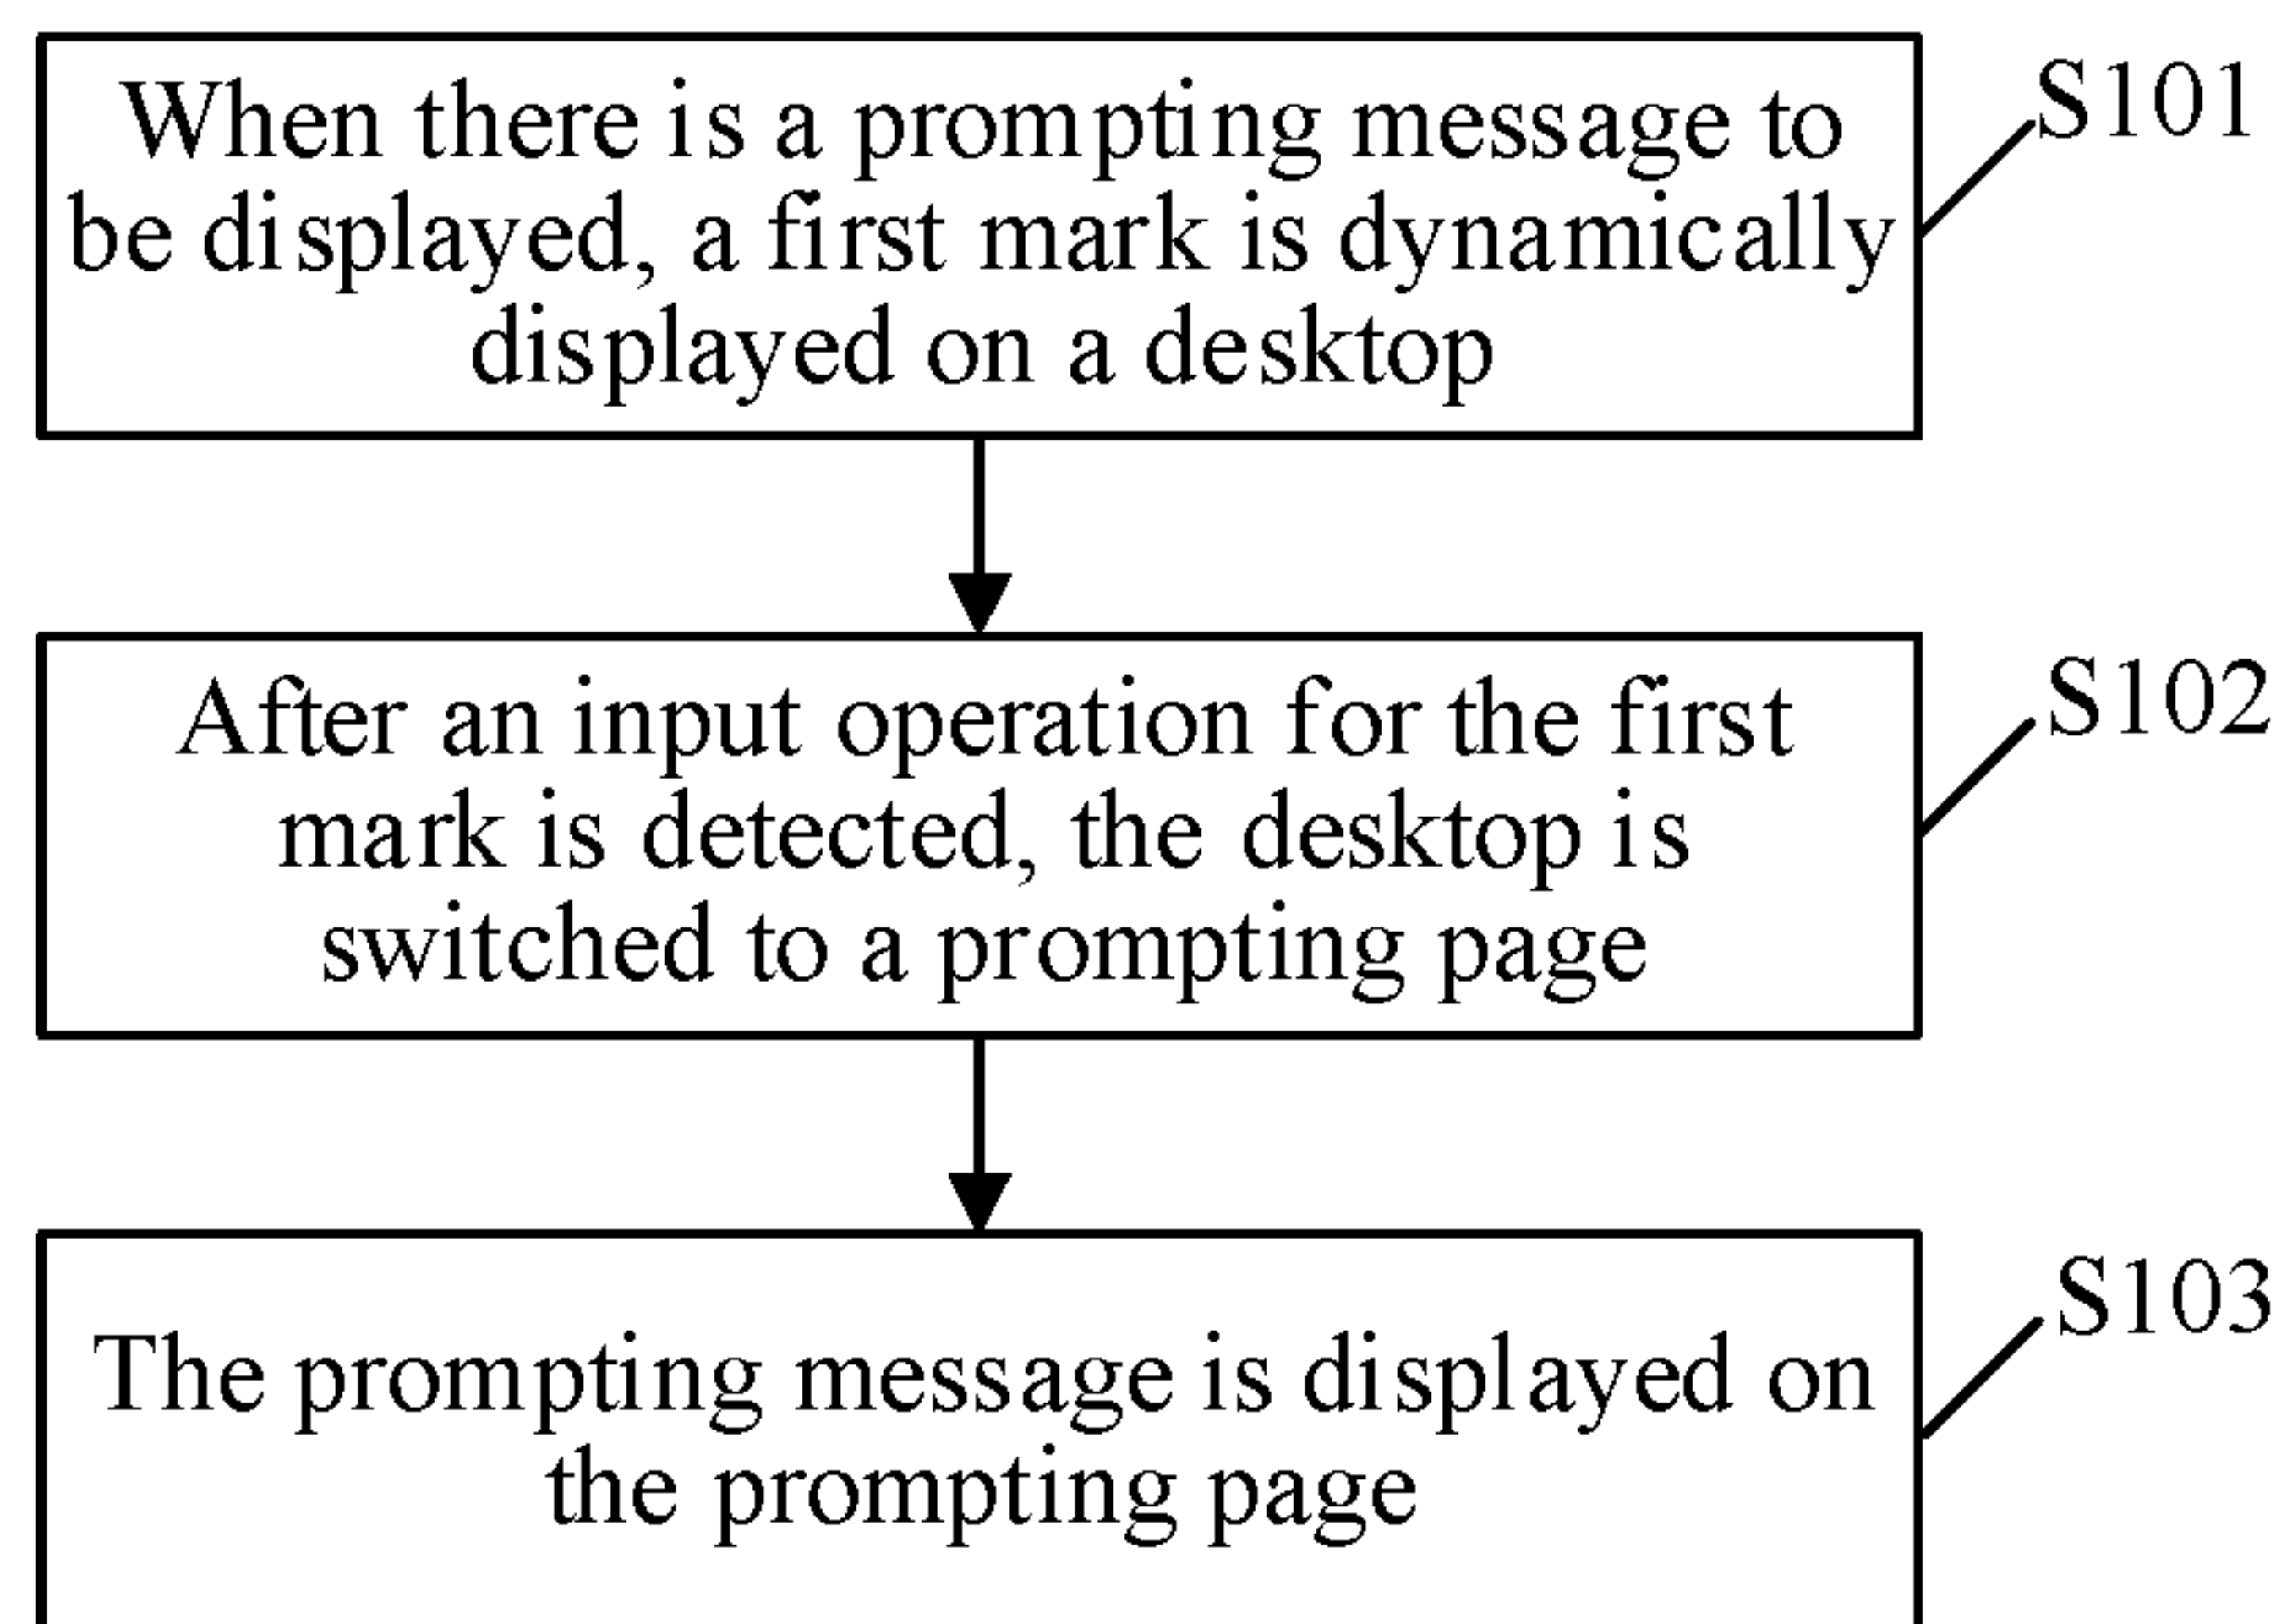 When there is a prompting message to
be displayed, a first mark is dynamically
displayed on a desktop
S101
After an input operation for the first
mark is detected, the desktop is
switched to a prompting page
S102
The prompting message is displayed on
the prompting page
S103